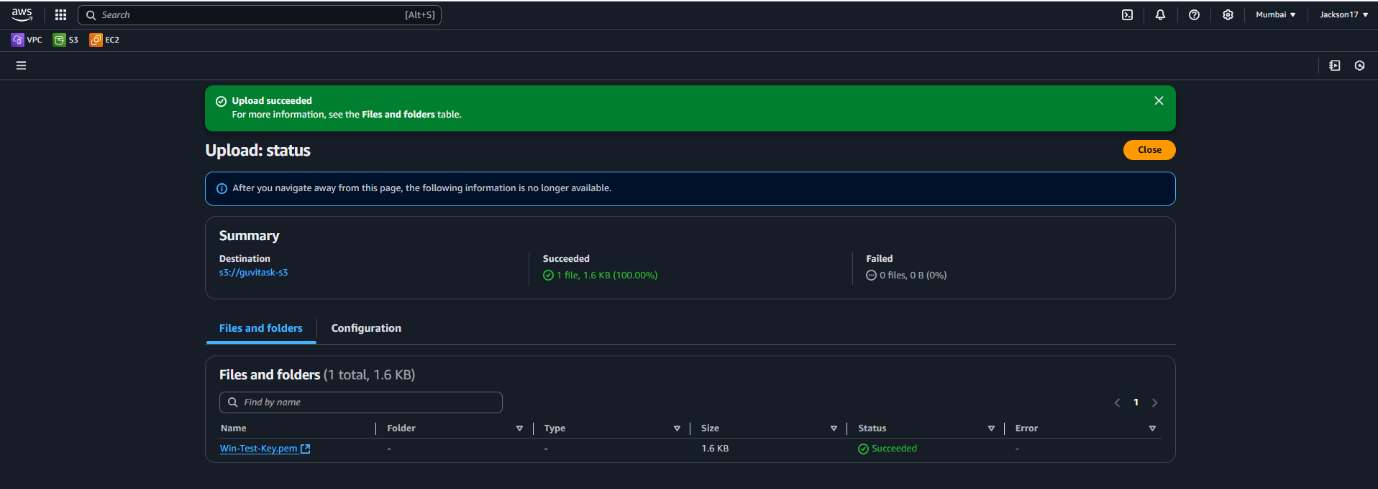 aws
Search [Alt+S] Mumbai ▼ Jackson17 ▼
VPC S3 EC2
Upload succeeded
For more information, see the Files and folders table.
Upload: status Close
After you navigate away from this page, the following information is no longer available.
Summary
Destination Succeeded Failed
s3://guvitask-s3 1 file, 1.6 KB (100.00%) 0 files, 0 B (0%)
Files and folders Configuration
Files and folders (1 total, 1.6 KB)
Find by name 1
Name Folder Type Size Status Error
Win-Test-Key.pem - - 1.6 KB Succeeded -